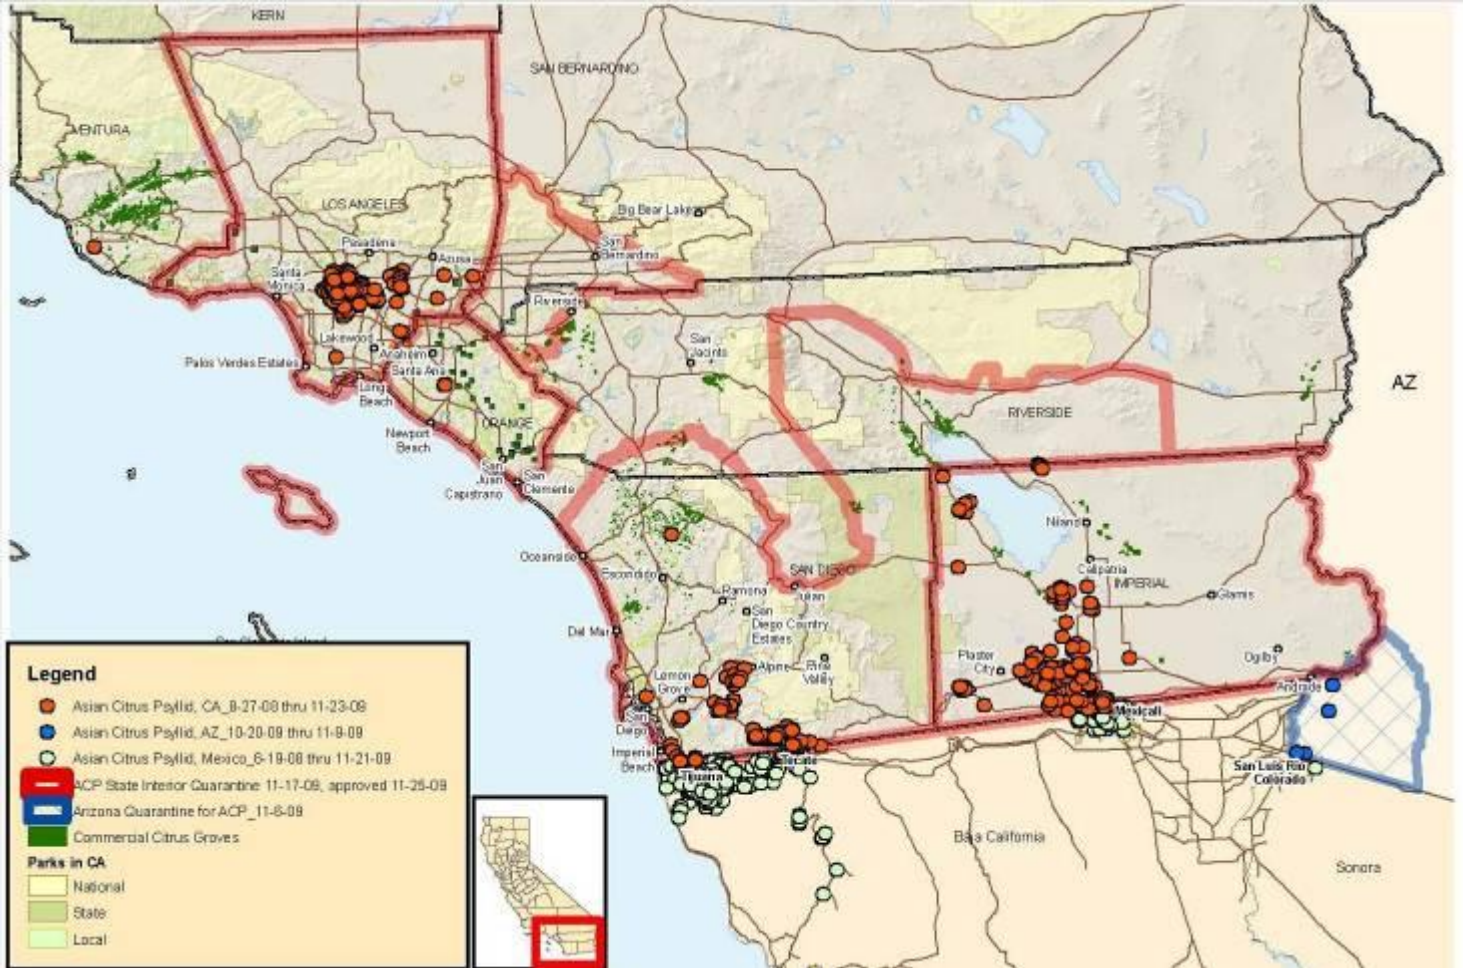 KERN
SAN BERNARDINO
VENTURA
LOS ANGELES
Big Bear Lake
Pasadena
Azusa
San
Bernardino
Santa
Monica
Riverside
Lakewood
Anaheim
San
Jacinto
Palos Verdes Estates
Santa Ana
AZ
Long
Beach
RIVERSIDE
ORANGE
Newport
Beach
San
Juan
Capistrano
San
Clemente
Niland
Oceanside
Calipatria
SAN DIEGO
Escondido
IMPERIAL
Julian
Ramona
Glamis
San
Diego Country
Estates
Del Mar
Plaster
City
Ogilby
Alpine
Pine
Valley
Lemon
Grove
Andrade
Mexicali
San
Diego
Imperial
Beach
Tecate
Tijuana
San Luis Rio
Colorado
Baja California
Sonora
Legend
Asian Citrus Psyllid, CA_8-27-08 thru 11-23-09
Asian Citrus Psyllid, AZ_10-20-09 thru 11-9-09
Asian Citrus Psyllid, Mexico_6-19-08 thru 11-21-09
ACP State Interior Quarantine 11-17-09, approved 11-25-09
Arizona Quarantine for ACP_11-6-09
Commercial Citrus Groves
Parks in CA
National
State
Local